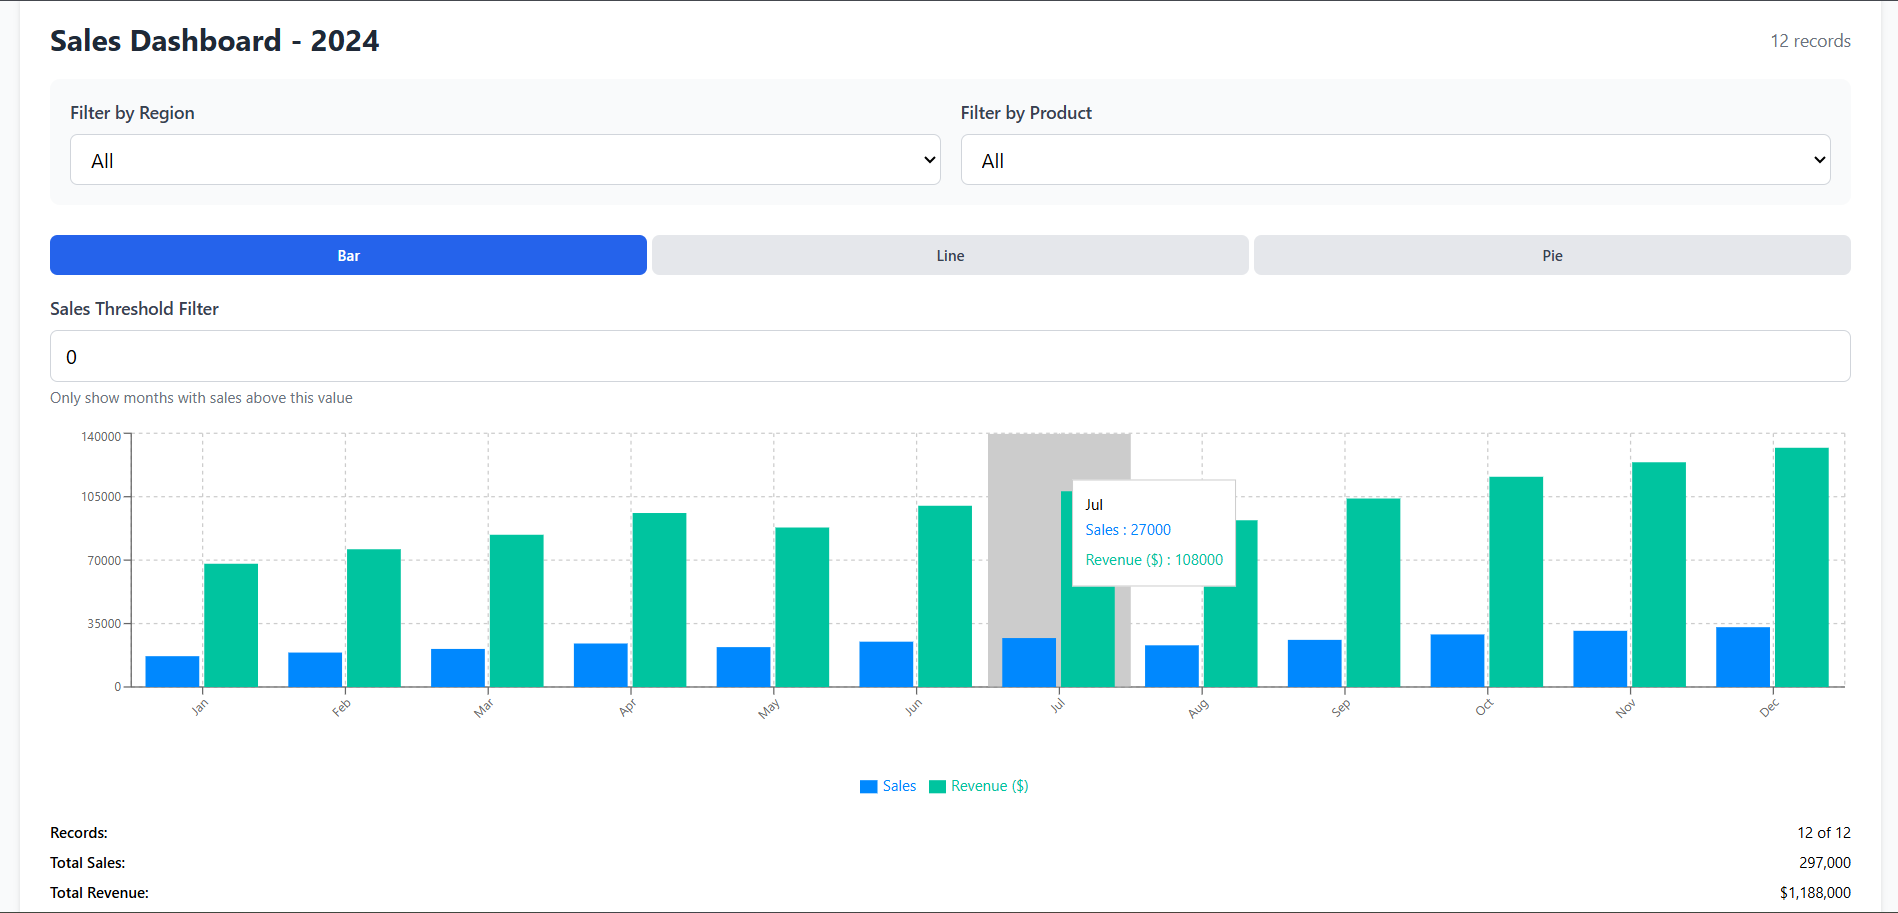 Sales Dashboard - 2024
12 records
Filter by Region
Filter by Product
All
All
Bar
Line
Pie
Sales Threshold Filter
0
Only show months with sales above this value
140000
105000
70000
35000
0
Jul
Sales : 27000
Revenue ($) : 108000
Jan
Feb
Mar
Apr
May
Jun
Jul
Aug
Sep
Oct
Nov
Dec
Sales
Revenue ($)
Records:
12 of 12
Total Sales:
297,000
Total Revenue:
$1,188,000